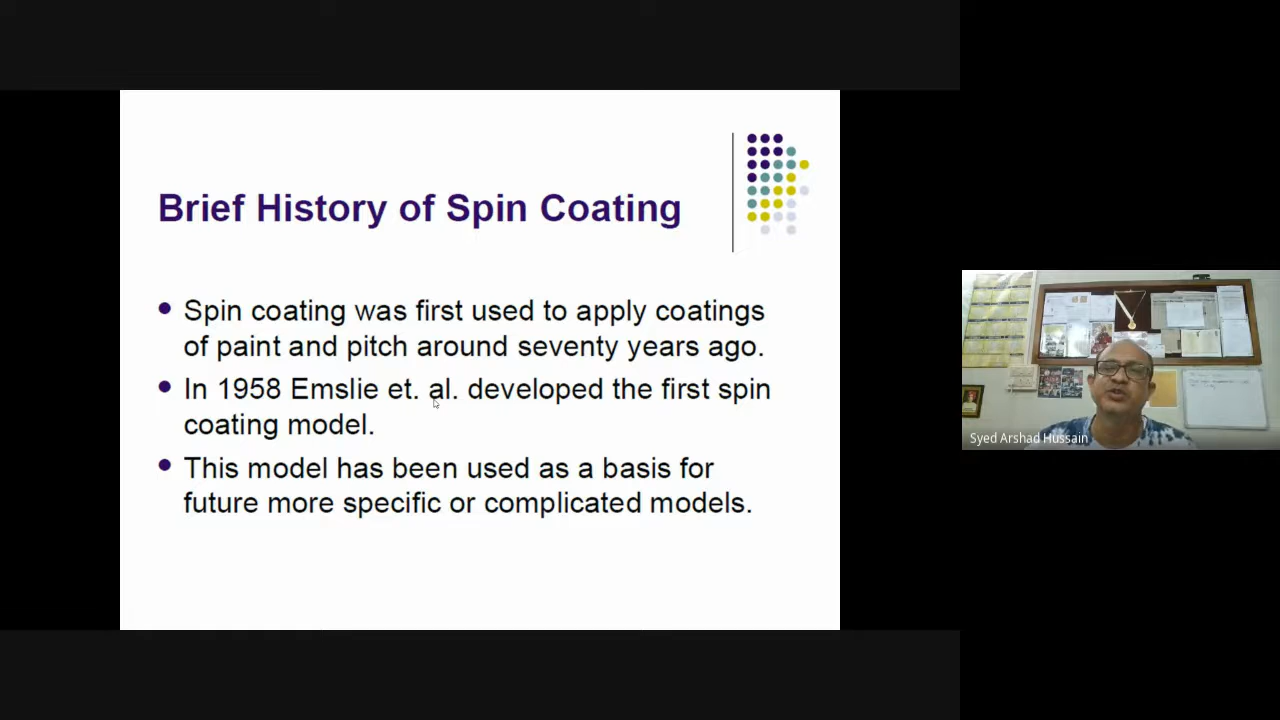 Brief History of Spin Coating
Spin coating was first used to apply coatings
of paint and pitch around seventy years ago.
In 1958 Emslie et. al. developed the first spin
coating model.
This model has been used as a basis for
future more specific or complicated models.
Syed Arshad Hussain